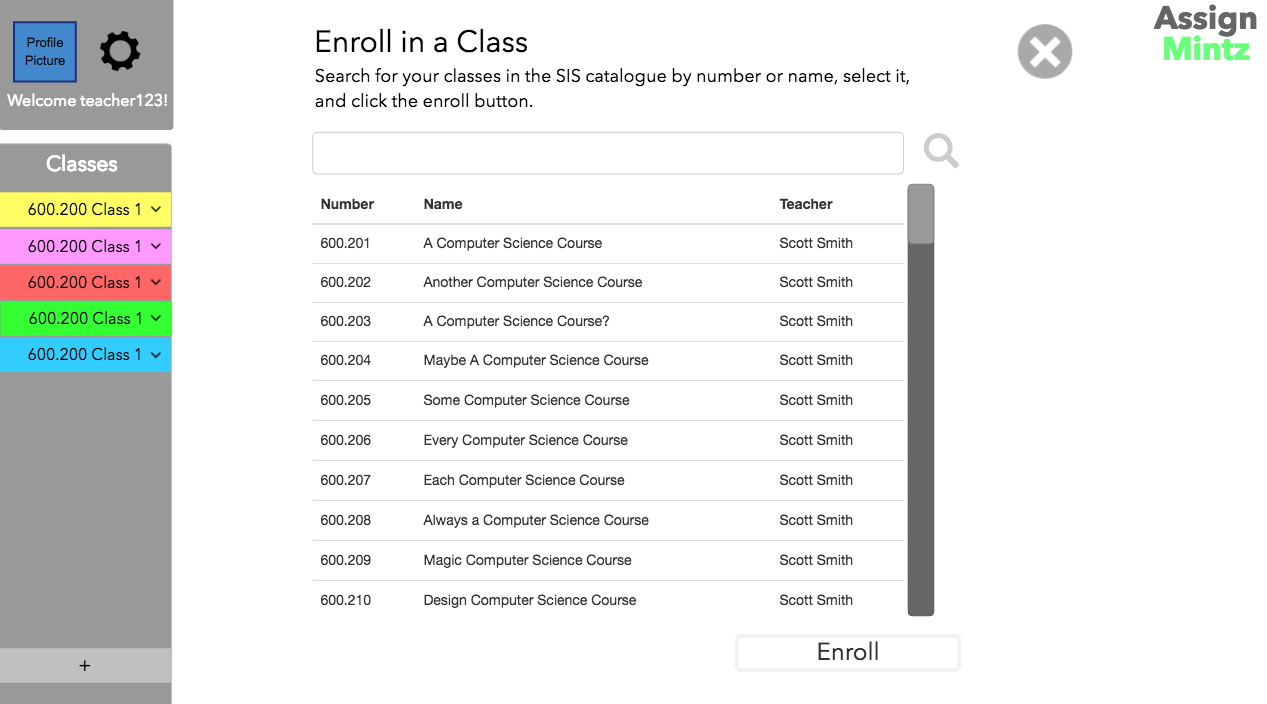 Profile
Picture
Welcome teacher123!
Classes
600.200 Class 1
600.200 Class 1
600.200 Class 1
600.200 Class 1
600.200 Class 1
+
Enroll in a Class
Search for your classes in the SIS catalogue by number or name, select it,
and click the enroll button.
Number Name Teacher
600.201 A Computer Science Course Scott Smith
600.202 Another Computer Science Course Scott Smith
600.203 A Computer Science Course? Scott Smith
600.204 Maybe A Computer Science Course Scott Smith
600.205 Some Computer Science Course Scott Smith
600.206 Every Computer Science Course Scott Smith
600.207 Each Computer Science Course Scott Smith
600.208 Always a Computer Science Course Scott Smith
600.209 Magic Computer Science Course Scott Smith
600.210 Design Computer Science Course Scott Smith
Enroll
Assign
Mintz